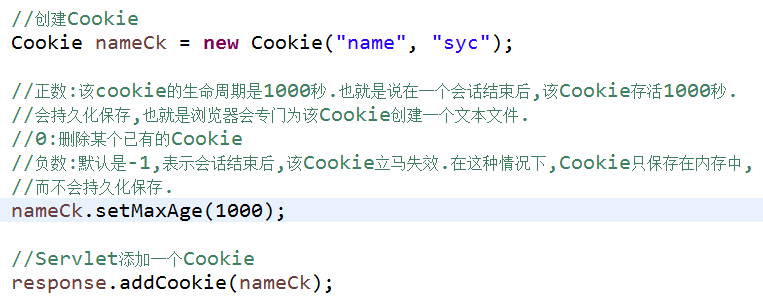 //创建Cookie
Cookie nameCk = new Cookie("name", "syc");
//正数:该cookie的生命周期是1000秒.也就是说在一个会话结束后,该Cookie存活1000秒.
//会持久化保存,也就是浏览器会专门为该Cookie创建一个文本文件.
//0:删除某个已有的Cookie
//负数:默认是-1,表示会话结束后,该Cookie立马失效.在这种情况下,Cookie只保存在内存中,
//而不会持久化保存.
nameCk.setMaxAge(1000);
//Servlet添加一个Cookie
response.addCookie(nameCk);